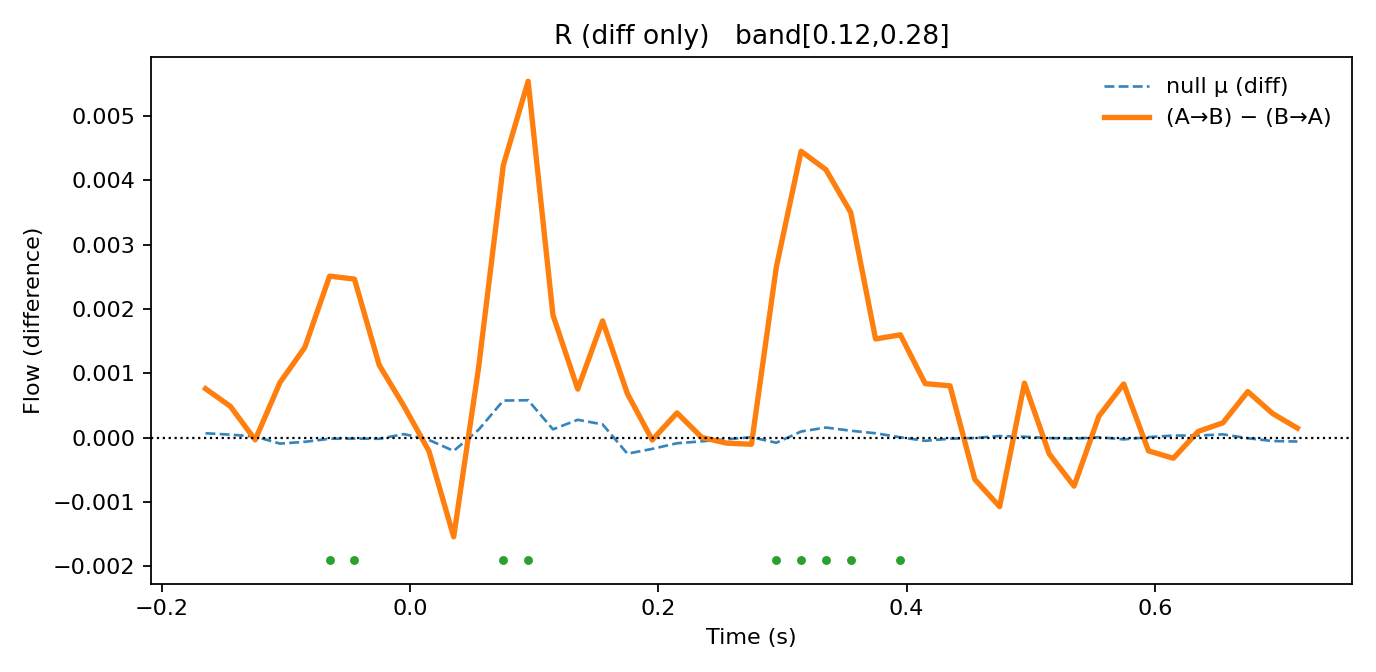 R (diff only)   band[0.12,0.28]
null μ (diff)
(A→B) − (B→A)
Flow (difference)
0.005
0.004
0.003
0.002
0.001
0.000
−0.001
−0.002
−0.2 0.0 0.2 0.4 0.6
Time (s)